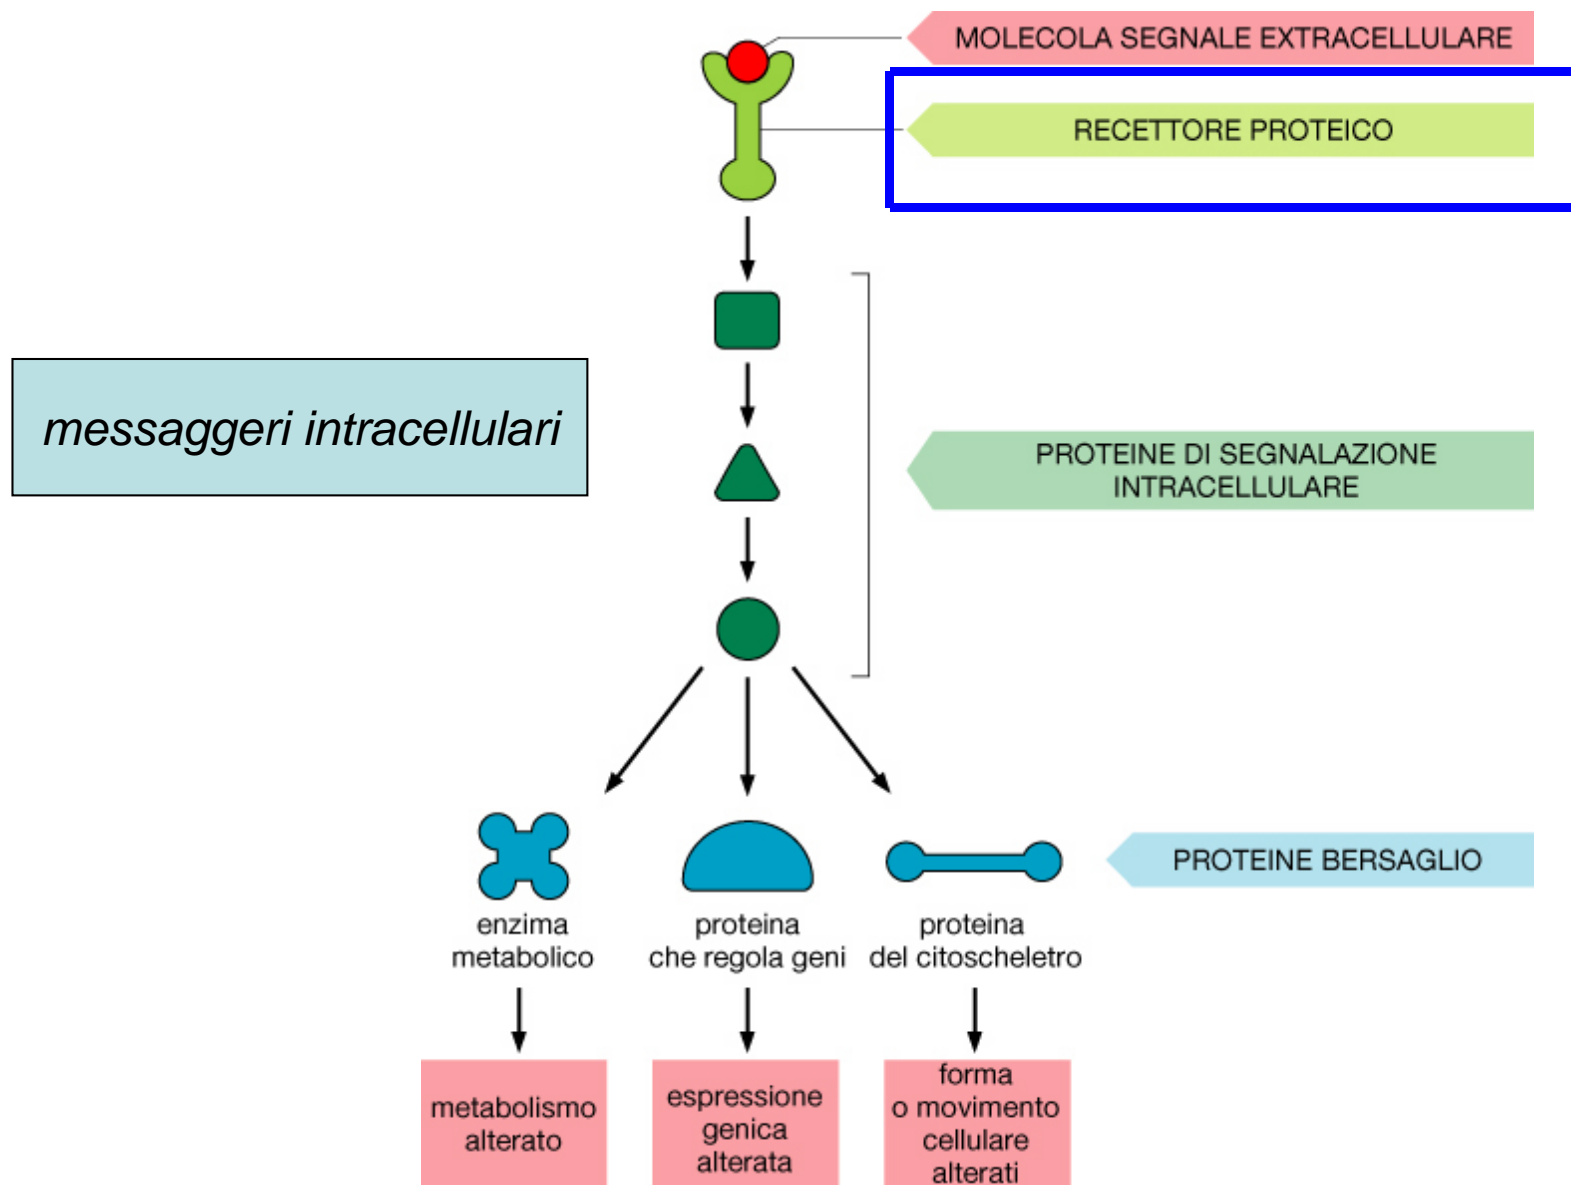 MOLECOLA SEGNALE EXTRACELLULARE
RECETTORE PROTEICO
messaggeri intracellulari
PROTEINE DI SEGNALAZIONE
INTRACELLULARE
PROTEINE BERSAGLIO
enzima
metabolico
proteina
che regola geni
proteina
del citoscheletro
metabolismo
alterato
espressione
genica
alterata
forma
o movimento
cellulare
alterati